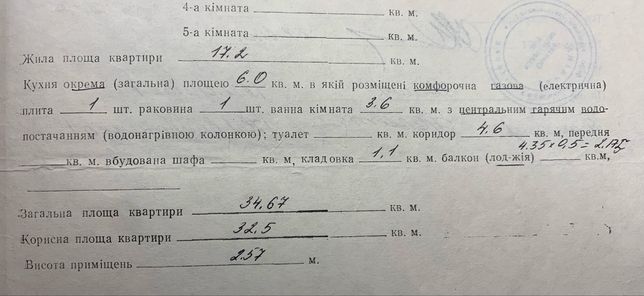 4-а кімната кв. м.
5-а кімната кв. м.
Жила площа квартири 17.2 кв. м.
Кухня окрема (загальна) площею 6.0 кв. м. в якій розміщені комфорочна газова (електрична)
плита 1 шт. раковина 1 шт. ванна кімната 3.6 кв. м. з центральним гарячим водо-
постачанням (водонагрівною колонкою); туалет кв. м. коридор 4.6 кв. м, передня
4.35 x 0,5 =
кв. м. вбудована шафа кв. м, кладовка 1,1 кв. м. балкон (лод-жія) кв.м,
Загальна площа квартири 34.67 кв. м.
Корисна площа квартири 32.5 кв. м.
Висота приміщень 2.57 м.